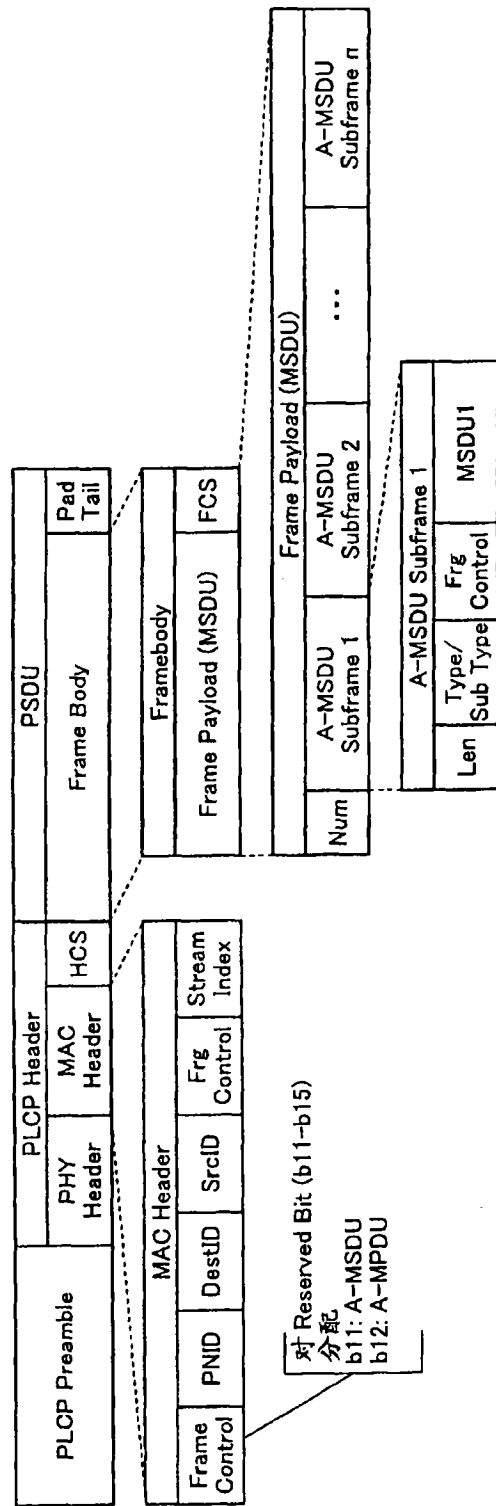 PLCP Preamble
PLCP Header
PHY
Header
MAC
Header
HCS
PSDU
Frame Body
Pad
Tail
MAC Header
Frame
Control
PNID
DestID
SrcID
Frg
Control
Stream
Index
Framebody
Frame Payload (MSDU)
FCS
对 Reserved Bit (b11-b15)
分配
b11: A-MSDU
b12: A-MPDU
Frame Payload (MSDU)
Num
A-MSDU
Subframe 1
A-MSDU
Subframe 2
...
A-MSDU
Subframe n
A-MSDU Subframe 1
Len
Type/
Sub Type
Frg
Control
MSDU1